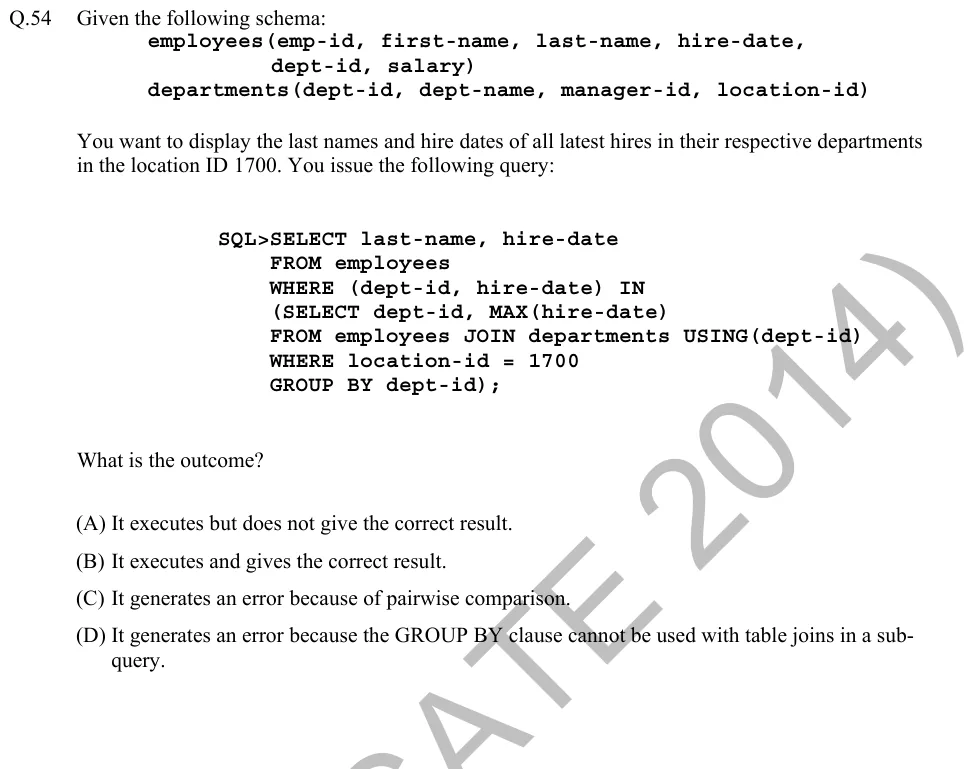 Q.54 Given the following schema:
employees(emp-id, first-name, last-name, hire-date,
dept-id, salary)
departments(dept-id, dept-name, manager-id, location-id)
You want to display the last names and hire dates of all latest hires in their respective departments
in the location ID 1700. You issue the following query:
SQL>SELECT last-name, hire-date
FROM employees
WHERE (dept-id, hire-date) IN
(SELECT dept-id, MAX(hire-date)
FROM employees JOIN departments USING(dept-id)
WHERE location-id = 1700
GROUP BY dept-id);
What is the outcome?
(A) It executes but does not give the correct result.
(B) It executes and gives the correct result.
(C) It generates an error because of pairwise comparison.
(D) It generates an error because the GROUP BY clause cannot be used with table joins in a sub-
query.
GATE 2014)